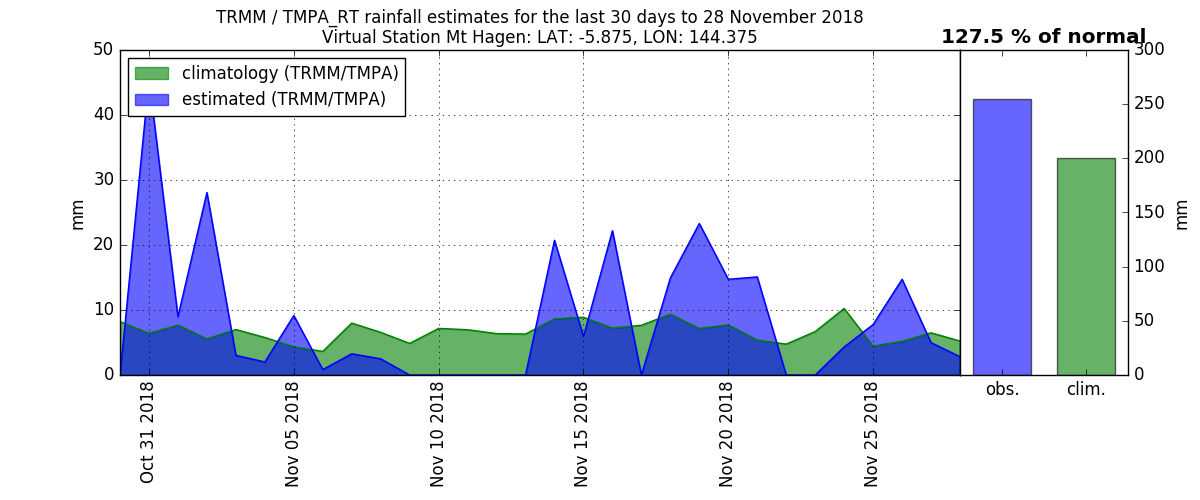 TRMM / TMPA_RT rainfall estimates for the last 30 days to 28 November 2018
Virtual Station Mt Hagen: LAT: -5.875, LON: 144.375
127.5 % of normal
climatology (TRMM/TMPA)
estimated (TRMM/TMPA)
50
40
30
20
10
0
mm
Oct 31 2018
Nov 05 2018
Nov 10 2018
Nov 15 2018
Nov 20 2018
Nov 25 2018
300
250
200
150
100
50
0
mm
obs.
clim.